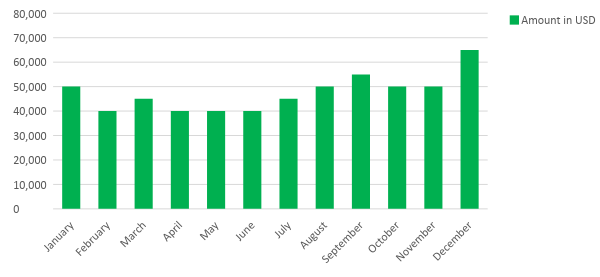 80,000
70,000
60,000
50,000
40,000
30,000
20,000
10,000
0
January
February
March
April
May
June
July
August
September
October
November
December
Amount in USD